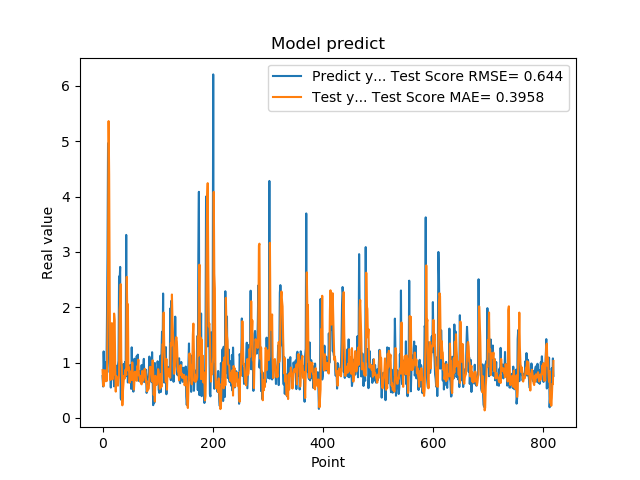 Model predict
Predict y... Test Score RMSE= 0.644
Test y... Test Score MAE= 0.3958
Real value
6
5
4
3
2
1
0
0 200 400 600 800
Point